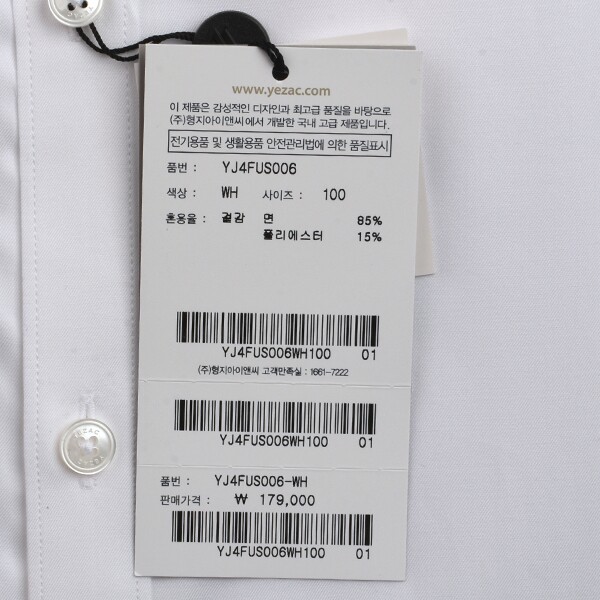 www.yezac.com
이 제품은 감성적인 디자인과 최고급 품질을 바탕으로
(주)형지아이앤씨에서 개발한 국내 고급 제품입니다.
전기용품 및 생활용품 안전관리법에 의한 품질표시
품번 : YJ4FUS006
색상 : WH 사이즈 : 100
혼용율 : 겉감 면 85%
폴리에스터 15%
YJ4FUS006WH100 01
(주)형지아이앤씨 고객만족실 : 1661-7222
YJ4FUS006WH100 01
YEZAC
품번 : YJ4FUS006-WH
판매가격 : ₩ 179,000
YJ4FUS006WH100 01